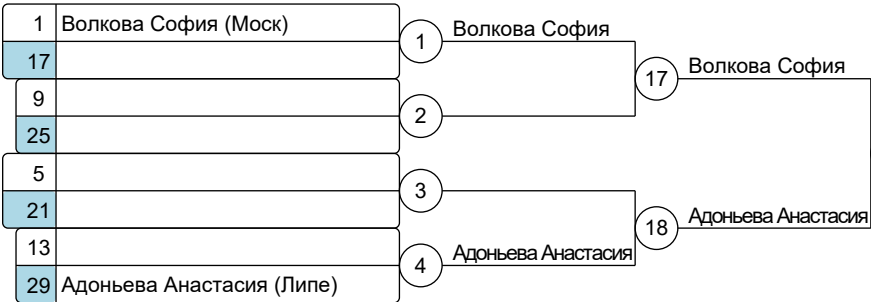 1 Волкова София (Моск)
17
9
25
5
21
13
29 Адоньева Анастасия (Липе)
1 Волкова София
2
3
4 Адоньева Анастасия
17 Волкова София
18 Адоньева Анастасия